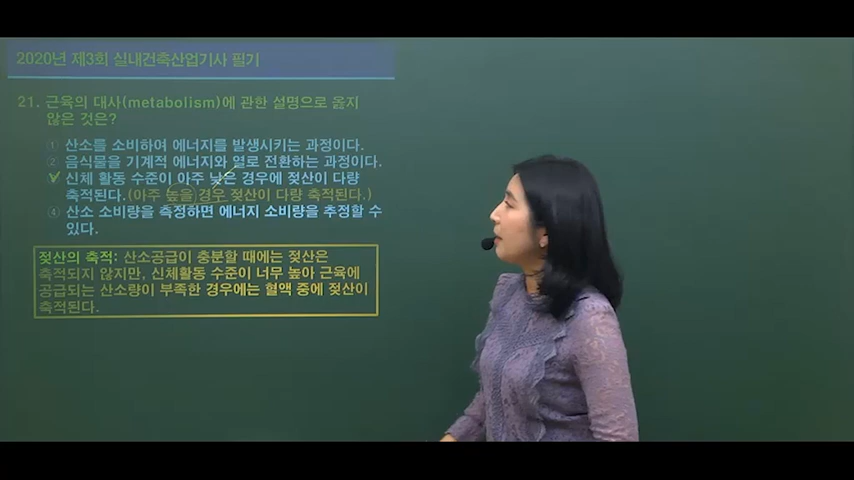 2020년 제3회 실내건축산업기사 필기
21. 근육의 대사(metabolism)에 관한 설명으로 옳지
않은 것은?
① 산소를 소비하여 에너지를 발생시키는 과정이다.
② 음식물을 기계적 에너지와 열로 전환하는 과정이다.
✓ 신체 활동 수준이 아주 낮은 경우에 젖산이 다량
축적된다.(아주 높을 경우 젖산이 다량 축적된다.)
④ 산소 소비량을 측정하면 에너지 소비량을 추정할 수
있다.
젖산의 축적: 산소공급이 충분할 때에는 젖산은
축적되지 않지만, 신체활동 수준이 너무 높아 근육에
공급되는 산소량이 부족한 경우에는 혈액 중에 젖산이
축적된다.